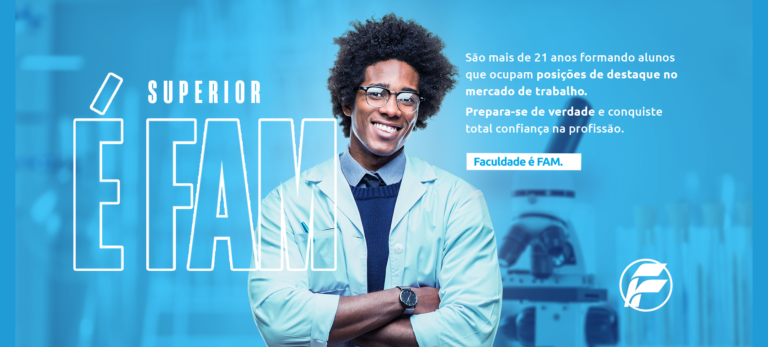 SUPERIOR
É FAM
São mais de 21 anos formando alunos
que ocupam posições de destaque no
mercado de trabalho.
Prepara-se de verdade e conquiste
total confiança na profissão.
Faculdade é FAM.